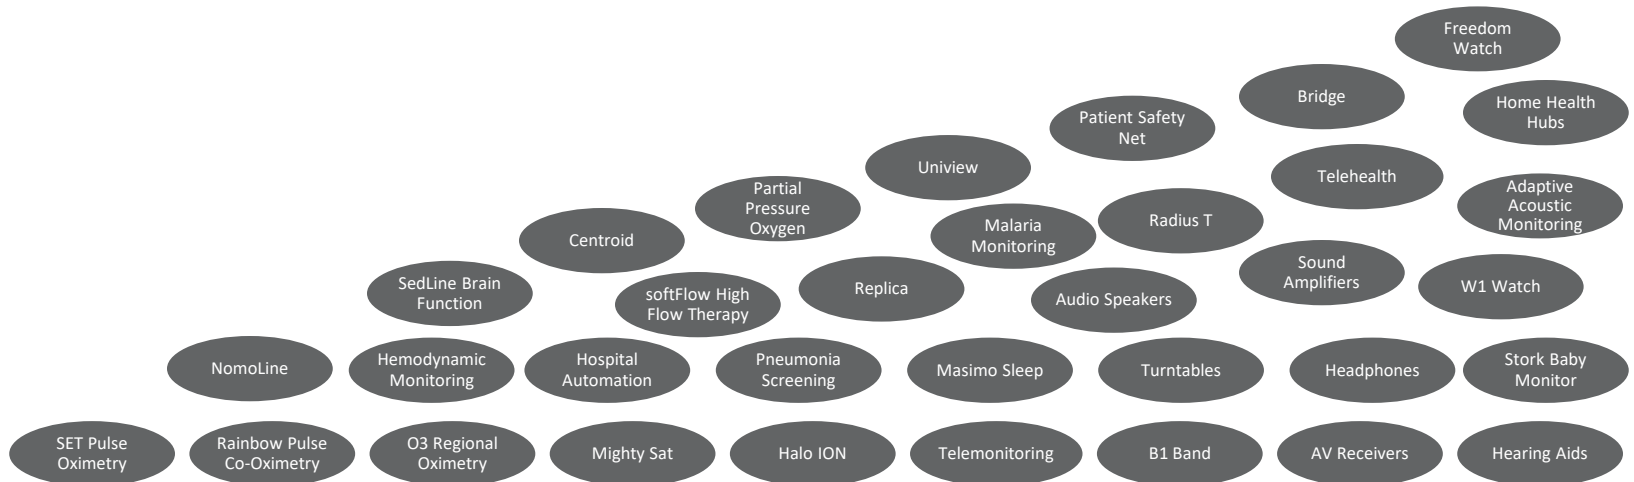 Freedom
Watch
Bridge
Home Health
Hubs
Patient Safety
Net
Uniview
Telehealth
Partial
Pressure
Oxygen
Adaptive
Acoustic
Monitoring
Centroid
Malaria
Monitoring
Radius T
SedLine Brain
Function
softFlow High
Flow Therapy
Replica
Audio Speakers
Sound
Amplifiers
W1 Watch
NomoLine
Hemodynamic
Monitoring
Hospital
Automation
Pneumonia
Screening
Masimo Sleep
Turntables
Headphones
Stork Baby
Monitor
SET Pulse
Oximetry
Rainbow Pulse
Co-Oximetry
O3 Regional
Oximetry
Mighty Sat
Halo ION
Telemonitoring
B1 Band
AV Receivers
Hearing Aids